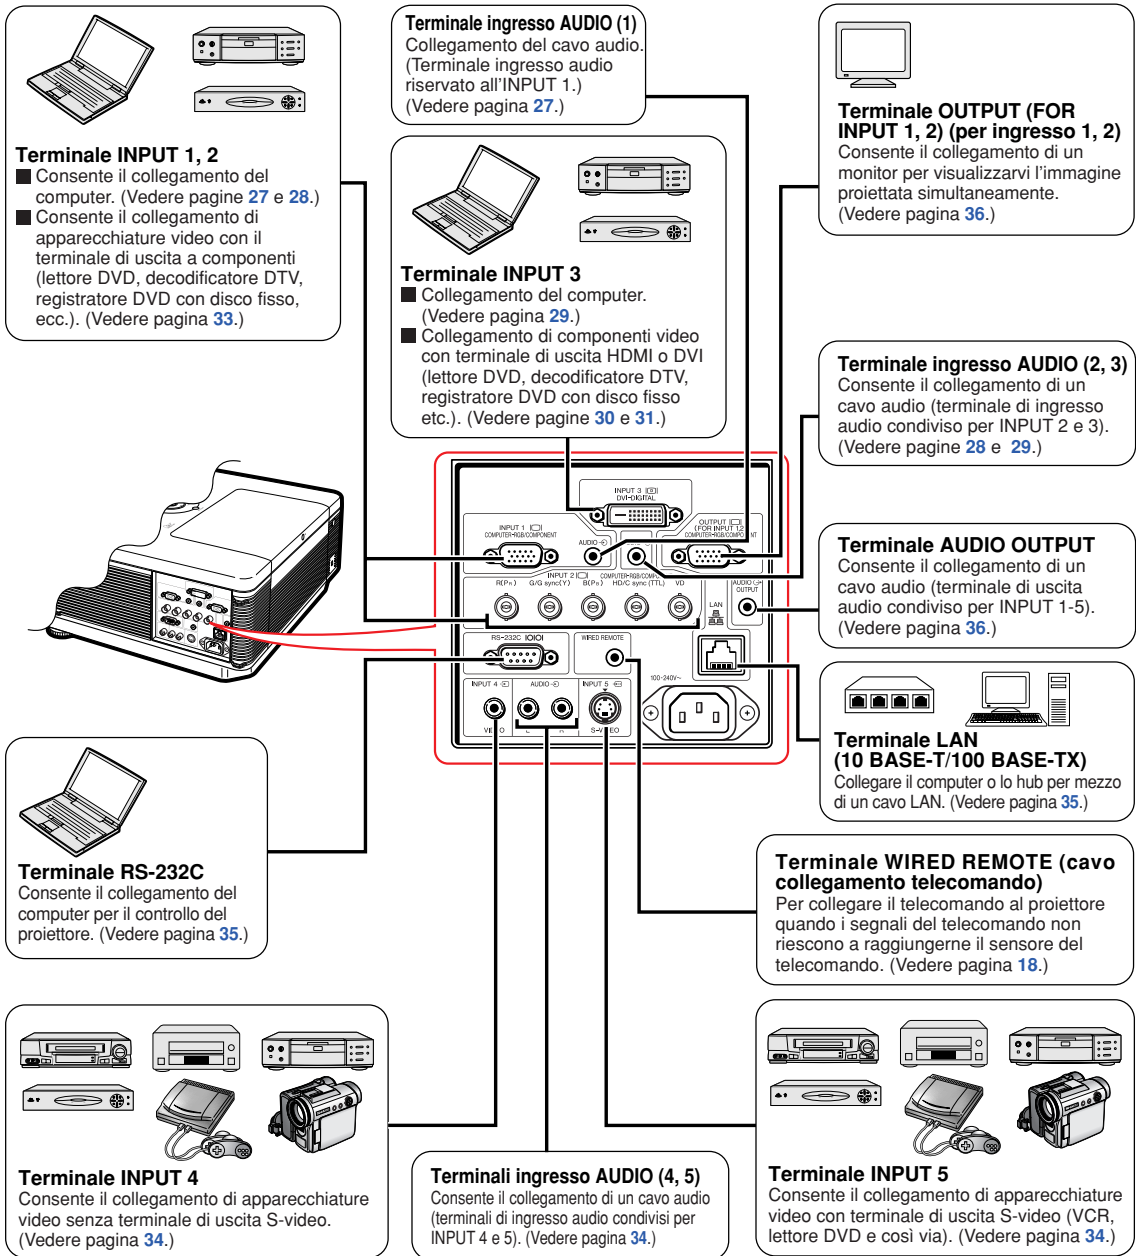 Terminale INPUT 1, 2
■ Consente il collegamento del
computer. (Vedere pagine 27 e 28.)
■ Consente il collegamento di
apparecchiature video con il
terminale di uscita a componenti
(lettore DVD, decodificatore DTV,
registratore DVD con disco fisso,
ecc.). (Vedere pagina 33.)
Terminale ingresso AUDIO (1)
Collegamento del cavo audio.
(Terminale ingresso audio
riservato all'INPUT 1.)
(Vedere pagina 27.)
Terminale INPUT 3
■ Collegamento del computer.
(Vedere pagina 29.)
■ Collegamento di componenti video
con terminale di uscita HDMI o DVI
(lettore DVD, decodificatore DTV,
registratore DVD con disco fisso
etc.). (Vedere pagine 30 e 31.)
Terminale OUTPUT (FOR
INPUT 1, 2) (per ingresso 1, 2)
Consente il collegamento di un
monitor per visualizzarvi l'immagine
proiettata simultaneamente.
(Vedere pagina 36.)
Terminale ingresso AUDIO (2, 3)
Consente il collegamento di un
cavo audio (terminale di ingresso
audio condiviso per INPUT 2 e 3).
(Vedere pagine 28 e 29.)
Terminale AUDIO OUTPUT
Consente il collegamento di un
cavo audio (terminale di uscita
audio condiviso per INPUT 1-5).
(Vedere pagina 36.)
INPUT 3
DVI-DIGITAL
INPUT 1
COMPUTER-RGB/COMPONENT
AUDIO
OUTPUT
(FOR INPUT 1,2)
COMPUTER-RGB/COMPONENT
INPUT 2
COMPUTER-RGB/COMPO
R(PR)
G/G sync(Y)
B(PB)
HD/C sync (TTL)
VD
AUDIO
OUTPUT
LAN
RS-232C
WIRED REMOTE
100-240V~
INPUT 4
AUDIO
INPUT 5
VIDEO
L
R
S-VIDEO
Terminale LAN
(10 BASE-T/100 BASE-TX)
Collegare il computer o lo hub per mezzo
di un cavo LAN. (Vedere pagina 35.)
Terminale RS-232C
Consente il collegamento del
computer per il controllo del
proiettore. (Vedere pagina 35.)
Terminale WIRED REMOTE (cavo
collegamento telecomando)
Per collegare il telecomando al proiettore
quando i segnali del telecomando non
riescono a raggiungerne il sensore del
telecomando. (Vedere pagina 18.)
Terminale INPUT 4
Consente il collegamento di apparecchiature
video senza terminale di uscita S-video.
(Vedere pagina 34.)
Terminali ingresso AUDIO (4, 5)
Consente il collegamento di un cavo audio
(terminali di ingresso audio condivisi per
INPUT 4 e 5). (Vedere pagina 34.)
Terminale INPUT 5
Consente il collegamento di apparecchiature
video con terminale di uscita S-video (VCR,
lettore DVD e così via). (Vedere pagina 34.)